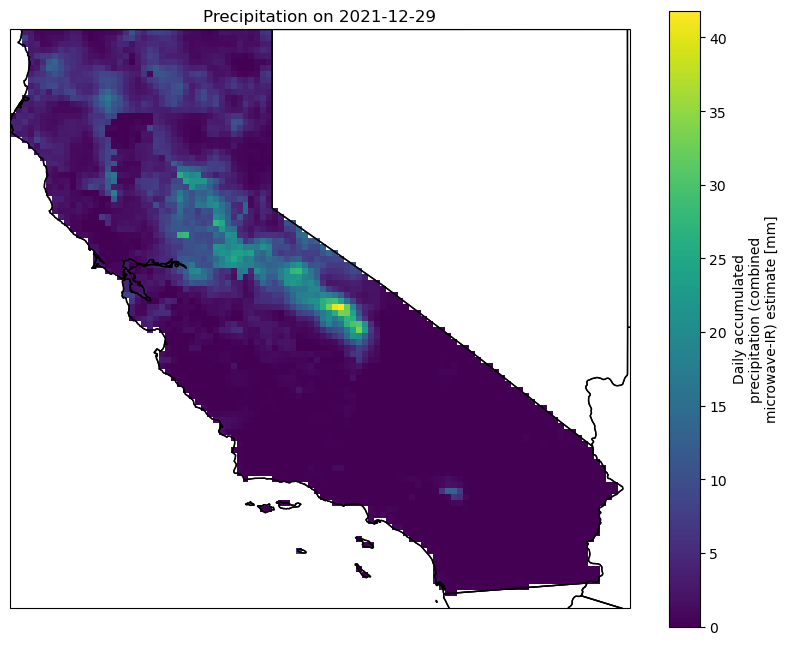 Precipitation on 2021-12-29
40
35
30
25
20
15
10
5
0
Daily accumulated
precipitation (combined
microwave-IR) estimate [mm]